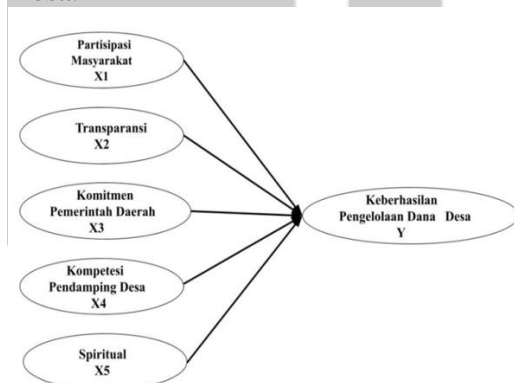 Partisipasi
Masyarakat
X1
Transparansi
X2
Komitmen
Pemerintah Daerah
X3
Kompetesi
Pendamping Desa
X4
Spiritual
X5
Keberhasilan
Pengelolaan Dana Desa
Y